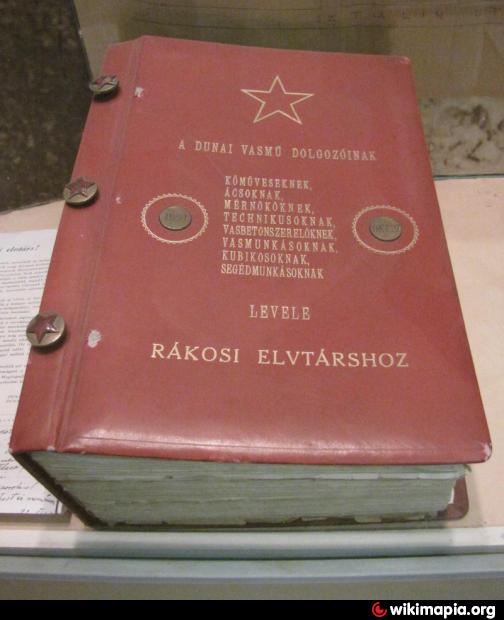 A DUNAI VASMŰ DOLGOZÓINAK
KŐMŰVESEKNEK,
ÁCSOKNAK,
MÉRNÖKÖKNEK,
TECHNIKUSOKNAK,
VASBETONSZERELŐKNEK,
VASMUNKÁSOKNAK,
KUBIKOSOKNAK,
SEGÉDMUNKÁSOKNAK
LEVELE
RÁKOSI ELVTÁRSHOZ
wikimapia.org